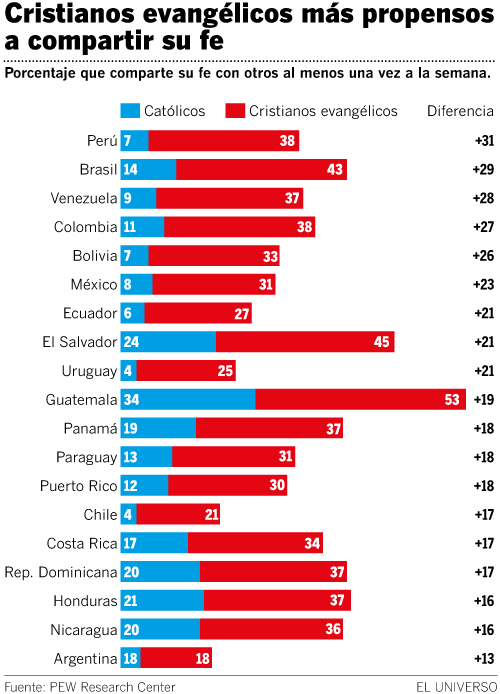 Cristianos evangélicos más propensos
a compartir su fe
Porcentaje que comparte su fe con otros al menos una vez a la semana.
Católicos Cristianos evangélicos Diferencia
Perú 7 38 +31
Brasil 14 43 +29
Venezuela 9 37 +28
Colombia 11 38 +27
Bolivia 7 33 +26
México 8 31 +23
Ecuador 6 27 +21
El Salvador 24 45 +21
Uruguay 4 25 +21
Guatemala 34 53 +19
Panamá 19 37 +18
Paraguay 13 31 +18
Puerto Rico 12 30 +18
Chile 4 21 +17
Costa Rica 17 34 +17
Rep. Dominicana 20 37 +17
Honduras 21 37 +16
Nicaragua 20 36 +16
Argentina 18 18 +13
Fuente: PEW Research Center EL UNIVERSO